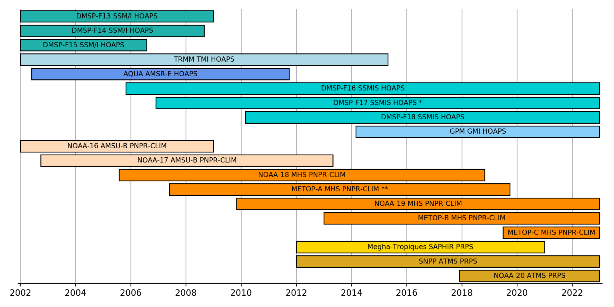 DMSP-F13 SSM/I HOAPS
DMSP-F14 SSM/I HOAPS
DMSP-F15 SSM/I HOAPS
TRMM TMI HOAPS
AQUA AMSR-E HOAPS
DMSP-F16 SSMIS HOAPS
DMSP-F17 SSMIS HOAPS *
DMSP-F18 SSMIS HOAPS
GPM GMI HOAPS
NOAA-16 AMSU-B PNPR-CLIM
NOAA-17 AMSU-B PNPR-CLIM
NOAA-18 MHS PNPR-CLIM
METOP-A MHS PNPR-CLIM **
NOAA-19 MHS PNPR-CLIM
METOP-B MHS PNPR-CLIM
METOP-C MHS PNPR-CLIM
Megha-Tropiques SAPHIR PRPS
SNPP ATMS PRPS
NOAA-20 ATMS PRPS
2002 2004 2006 2008 2010 2012 2014 2016 2018 2020 2022